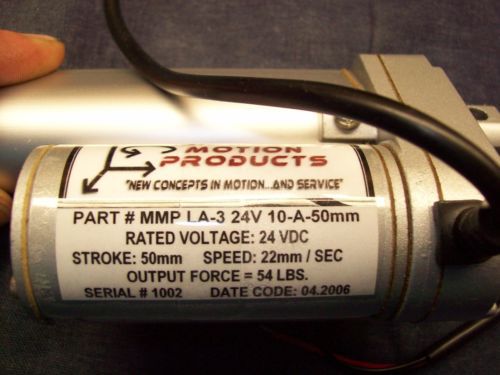 MOTION
PRODUCTS
"NEW CONCEPTS IN MOTION...AND SERVICE"
PART # MMP LA-3 24V 10-A-50mm
RATED VOLTAGE: 24 VDC
STROKE: 50mm SPEED: 22mm / SEC
OUTPUT FORCE = 54 LBS.
SERIAL # 1002 DATE CODE: 04.2006